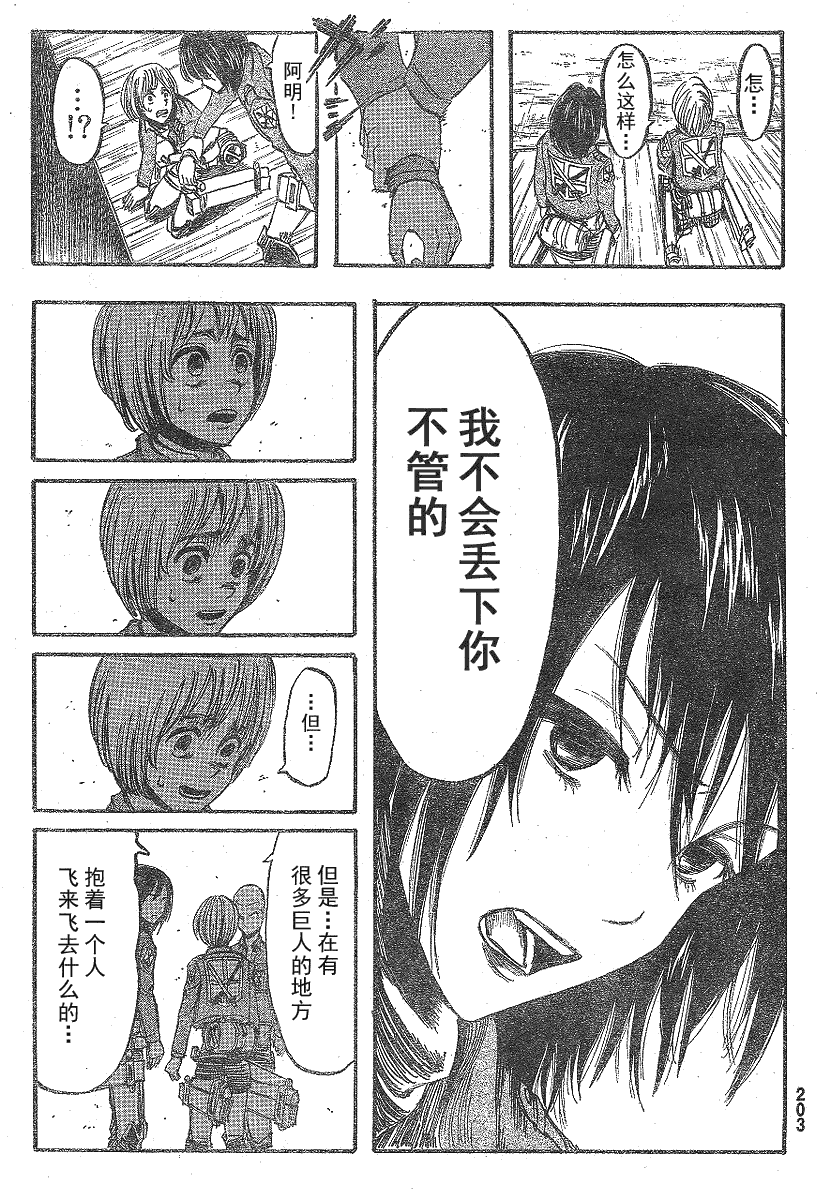 怎…
怎么这样…
阿明！
…!?
我不会丢下你
不管的
…但…
但是…在有
很多巨人的地方
抱着一个人
飞来飞去什么的…
203